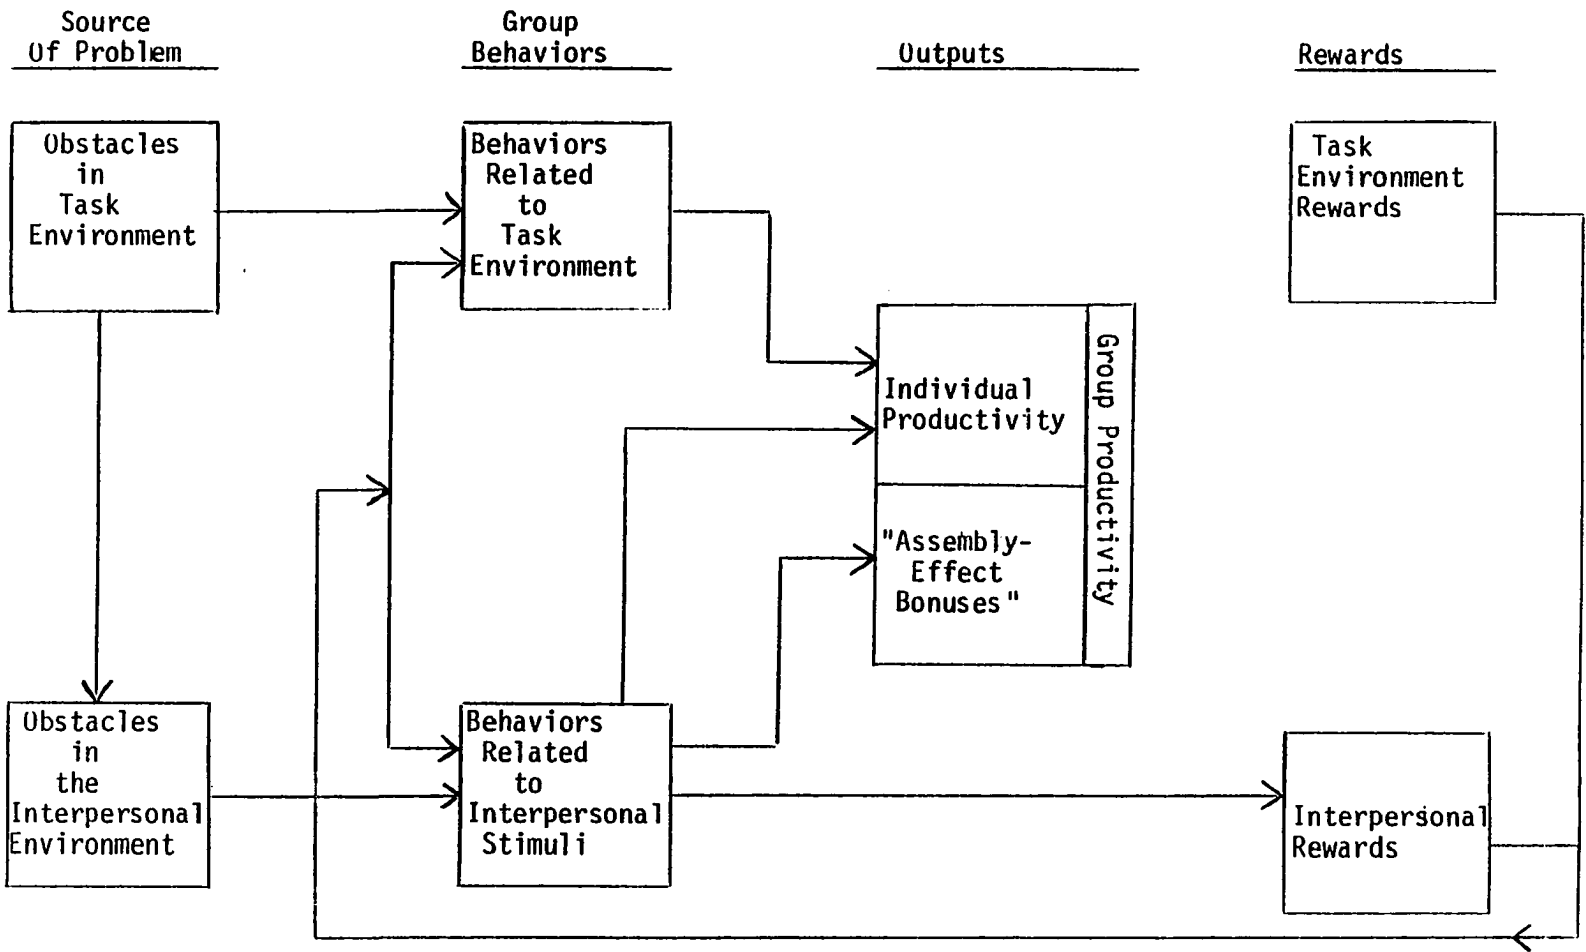 Source
Of Problem
Group
Behaviors
Outputs
Rewards
Obstacles
in
Task
Environment
Behaviors
Related
to
Task
Environment
Task
Environment
Rewards
Individual
Productivity
"Assembly-
Effect
Bonuses"
Group Productivity
Obstacles
in
the
Interpersonal
Environment
Behaviors
Related
to
Interpersonal
Stimuli
Interpersonal
Rewards